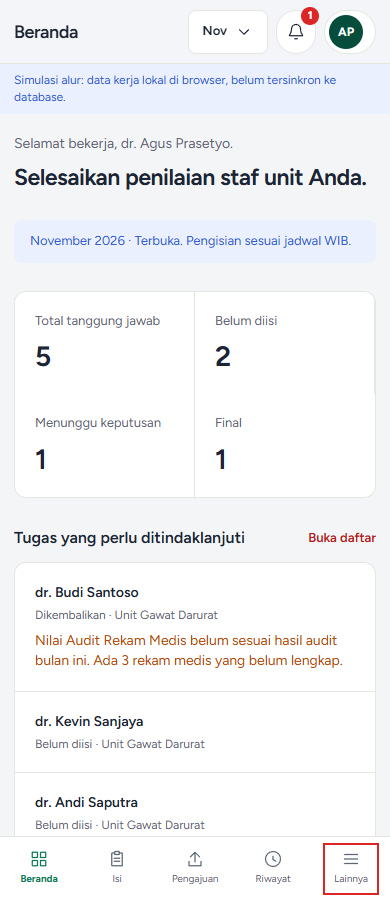 Beranda
Nov
1
AP
Simulasi alur: data kerja lokal di browser, belum tersinkron ke
database.
Selamat bekerja, dr. Agus Prasetyo.
Selesaikan penilaian staf unit Anda.
November 2026 · Terbuka. Pengisian sesuai jadwal WIB.
Total tanggung jawab
5
Belum diisi
2
Menunggu keputusan
1
Final
1
Tugas yang perlu ditindaklanjuti
Buka daftar
dr. Budi Santoso
Dikembalikan · Unit Gawat Darurat
Nilai Audit Rekam Medis belum sesuai hasil audit
bulan ini. Ada 3 rekam medis yang belum lengkap.
dr. Kevin Sanjaya
Belum diisi · Unit Gawat Darurat
dr. Andi Saputra
Belum diisi · Unit Gawat Darurat
Beranda
Isi
Pengajuan
Riwayat
Lainnya